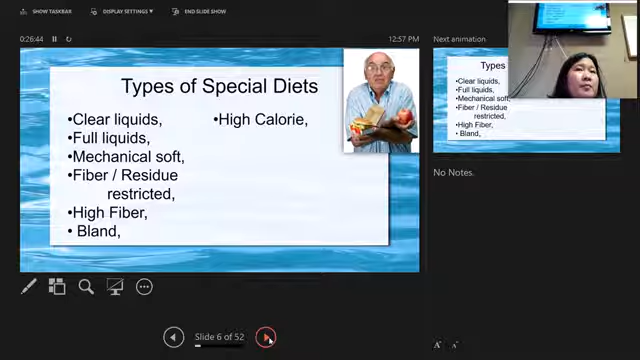 SHOW TASKBAR
DISPLAY SETTINGS ▾
END SLIDE SHOW
0:26:44
12:57 PM
Types of Special Diets
•Clear liquids,
•Full liquids,
•Mechanical soft,
•Fiber / Residue
restricted,
•High Fiber,
• Bland,
•High Calorie,
Slide 6 of 52
Next animation
Types
•Clear liquids,
•Full liquids,
•Mechanical soft,
•Fiber / Residue
restricted,
•High Fiber,
• Bland,
No Notes.
A
A